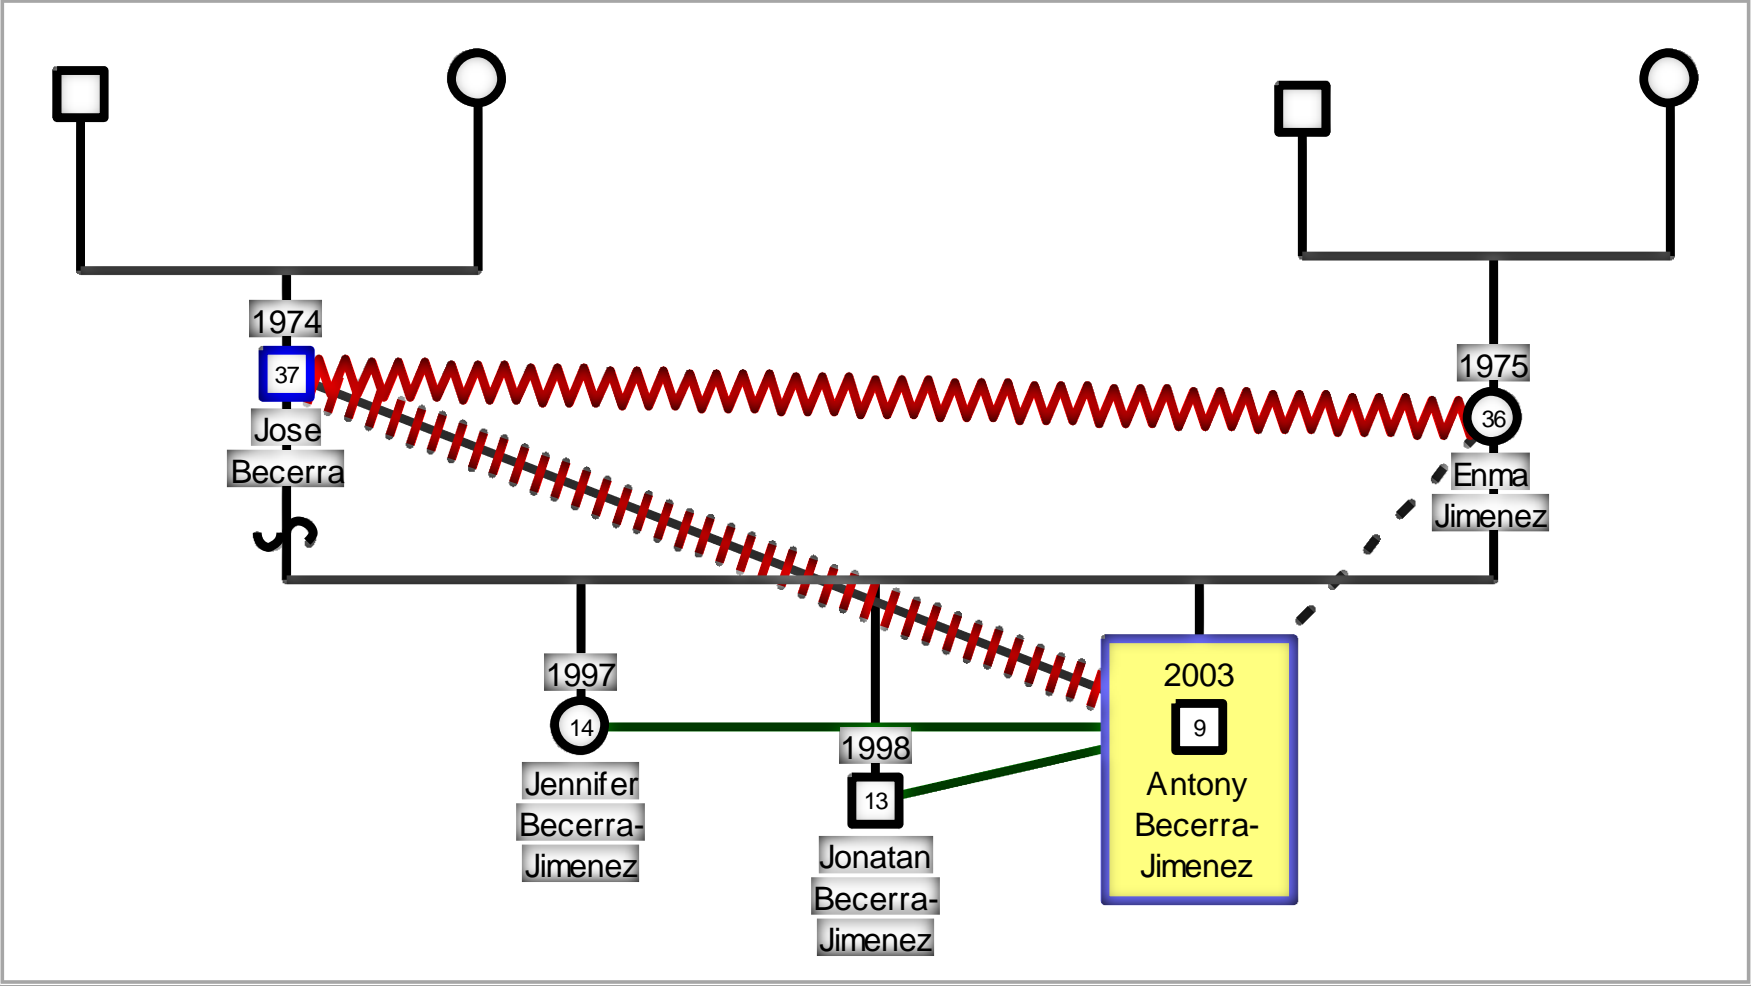 1974
37
Jose
Becerra
1975
36
Enma
Jimenez
1997
14
Jennifer
Becerra-
Jimenez
1998
13
Jonatan
Becerra-
Jimenez
2003
9
Antony
Becerra-
Jimenez